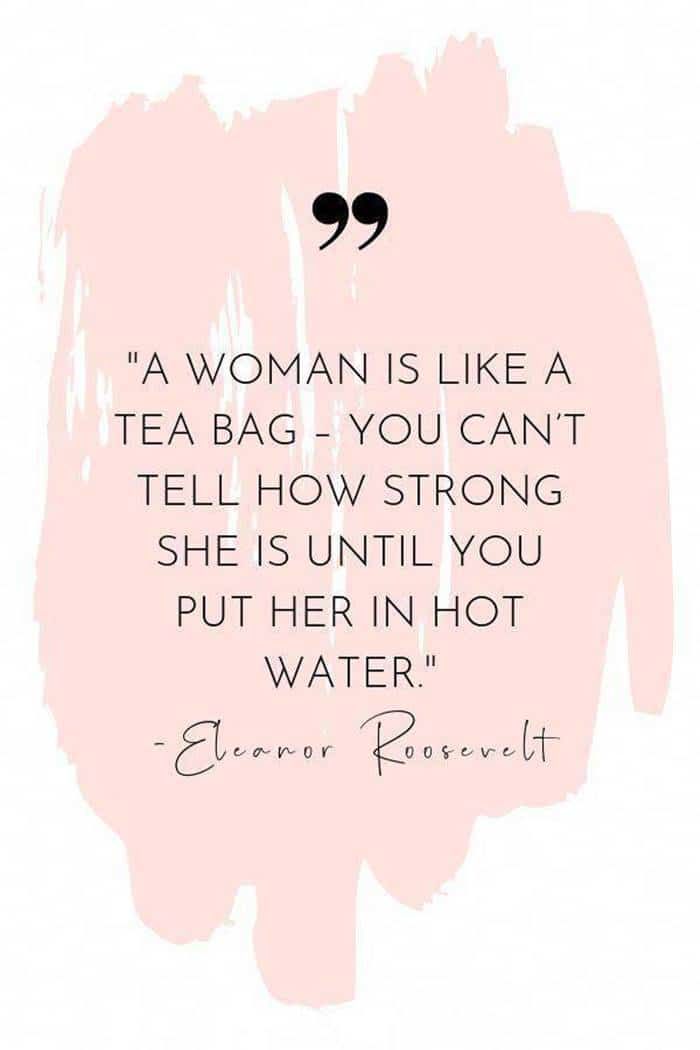 ❟❟
"A WOMAN IS LIKE A
TEA BAG – YOU CAN’T
TELL HOW STRONG
SHE IS UNTIL YOU
PUT HER IN HOT
WATER."
-Eleanor Roosevelt